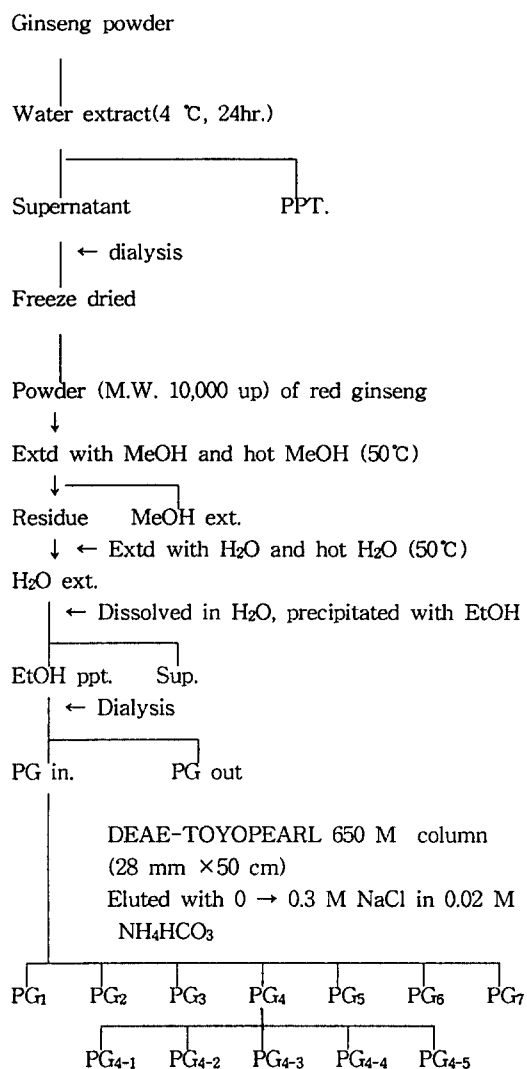 Ginseng powder
Water extract(4 ℃, 24hr.)
Supernatant PPT.
← dialysis
Freeze dried
Powder (M.W. 10,000 up) of red ginseng
↓
Extd with MeOH and hot MeOH (50℃)
↓
Residue MeOH ext.
↓ ← Extd with H₂O and hot H₂O (50℃)
H₂O ext.
← Dissolved in H₂O, precipitated with EtOH
EtOH ppt. Sup.
← Dialysis
PG in. PG out
DEAE-TOYOPEARL 650 M column
(28 mm ×50 cm)
Eluted with 0 → 0.3 M NaCl in 0.02 M
NH₄HCO₃
PG₁ PG₂ PG₃ PG₄ PG₅ PG₆ PG₇
PG₄₋₁ PG₄₋₂ PG₄₋₃ PG₄₋₄ PG₄₋₅